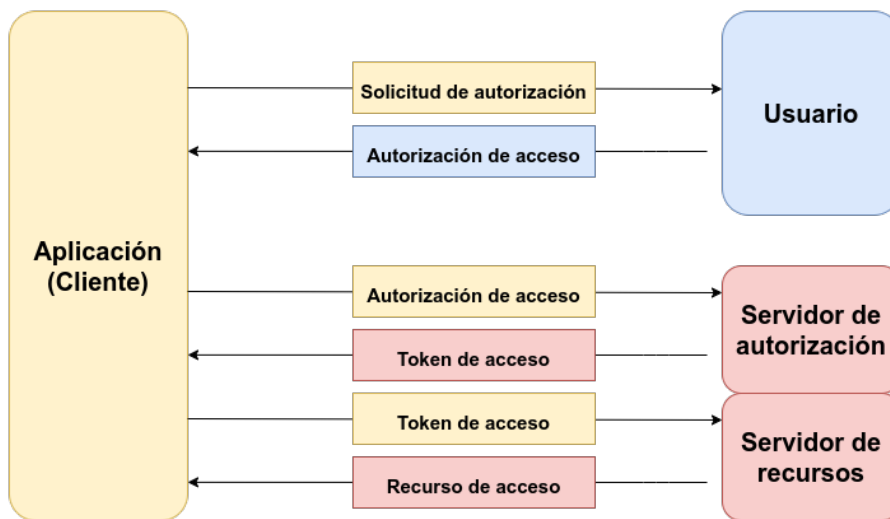 Solicitud de autorización
Usuario
Autorización de acceso
Aplicación
(Cliente)
Autorización de acceso
Servidor de
autorización
Token de acceso
Token de acceso
Servidor de
recursos
Recurso de acceso